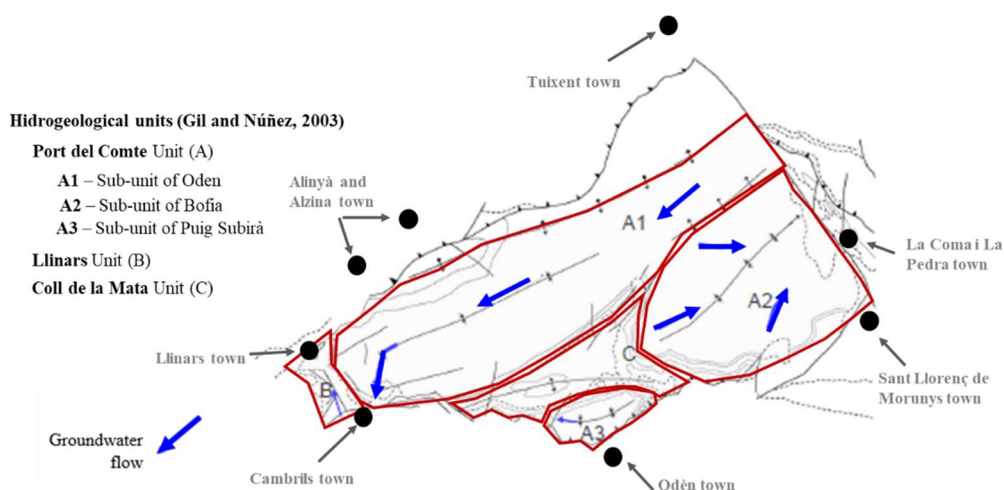 Tuixent town
Hidrogeological units (Gil and Núñez, 2003)
Port del Comte Unit (A)
A1 – Sub-unit of Oden
A2 – Sub-unit of Bofia
A3 – Sub-unit of Puig Subirà
Llinars Unit (B)
Coll de la Mata Unit (C)
Alinyà and
Alzina town
A1
La Coma i La
Pedra town
A2
C
Llinars town
B
Sant Llorenç de
Morunys town
A3
Groundwater
flow
Cambrils town
Odèn town